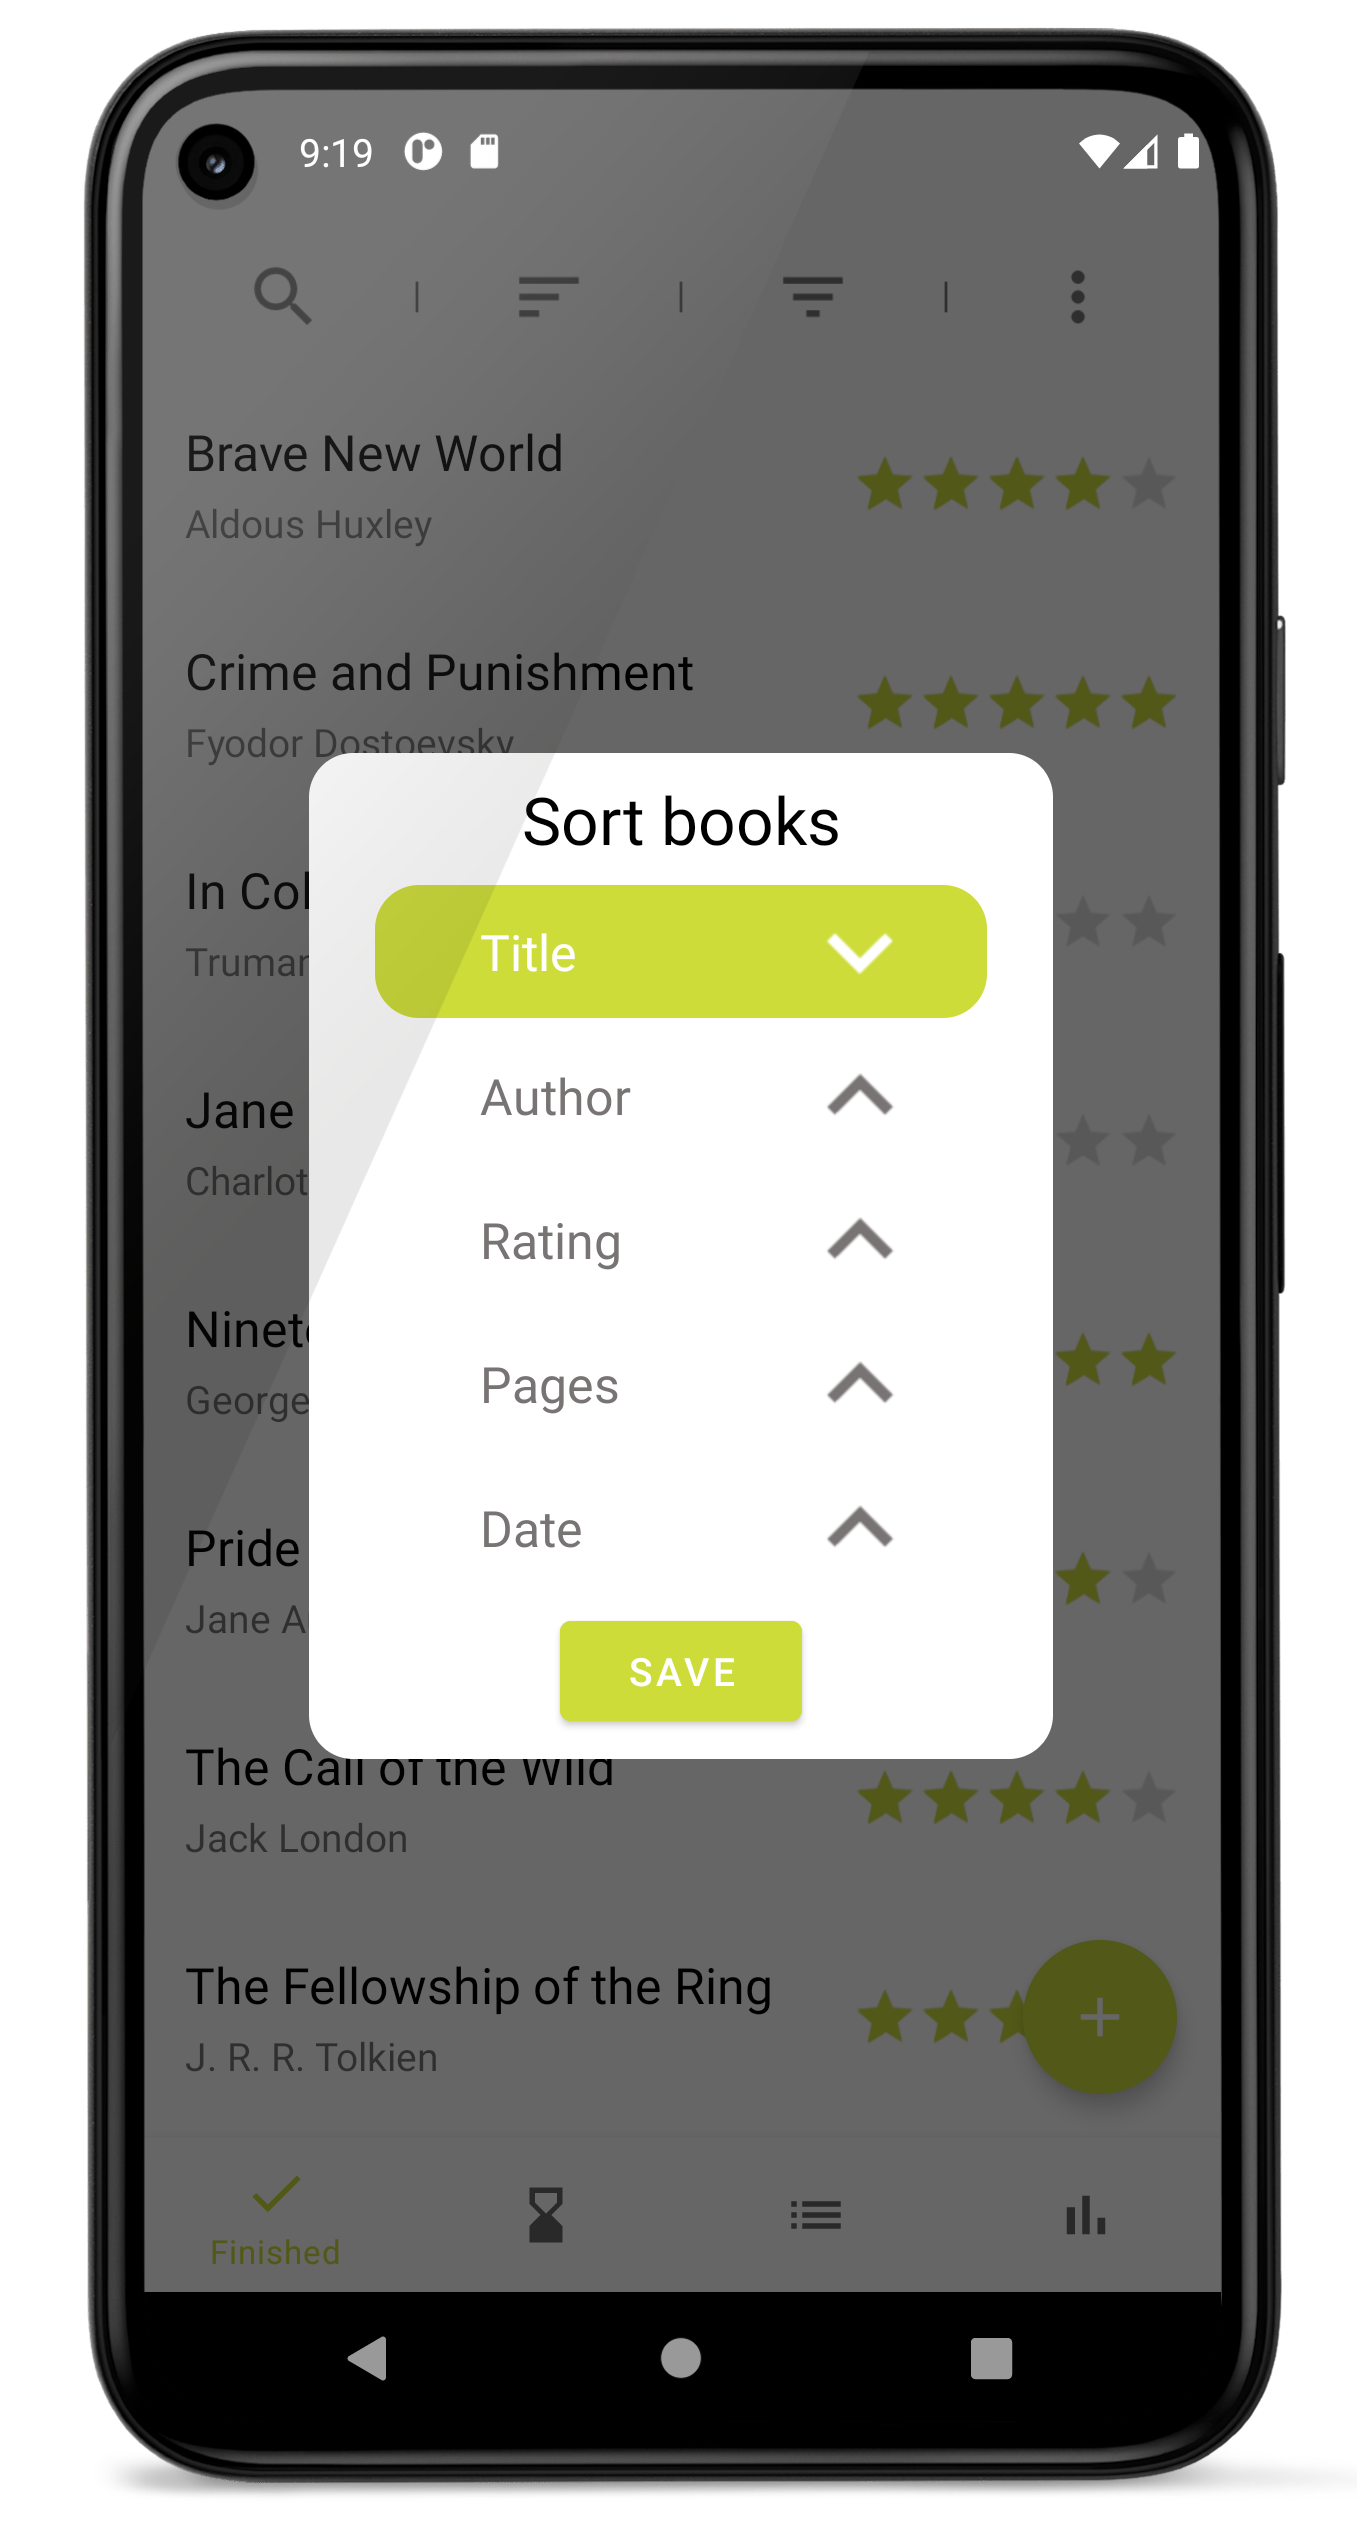 9:19
Brave New World
Aldous Huxley
Crime and Punishment
Fyodor Dostoevsky
Sort books
Title
Author
Rating
Pages
Date
SAVE
In Col
Truman
Jane
Charlot
Ninete
George
Pride
Jane A
The Call of the Wild
Jack London
The Fellowship of the Ring
J. R. R. Tolkien
Finished